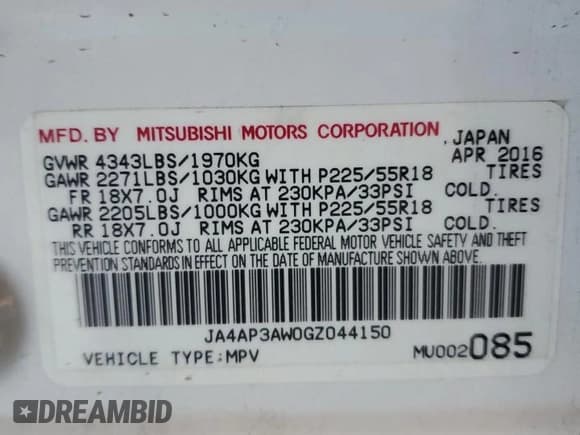 MFD. BY MITSUBISHI MOTORS CORPORATION, JAPAN
GVWR 4343LBS/1970KG APR 2016
GAWR 2271LBS/1030KG WITH P225/55R18 TIRES
FR 18X7.0J RIMS AT 230KPA/33PSI COLD.
GAWR 2205LBS/1000KG WITH P225/55R18 TIRES
RR 18X7.0J RIMS AT 230KPA/33PSI COLD.
THIS VEHICLE CONFORMS TO ALL APPLICABLE FEDERAL MOTOR VEHICLE SAFETY AND THEFT
PREVENTION STANDARDS IN EFFECT ON THE DATE OF MANUFACTURE SHOWN ABOVE.
JA4AP3AW0GZ044150
VEHICLE TYPE:MPV MU002085
DREAMBID